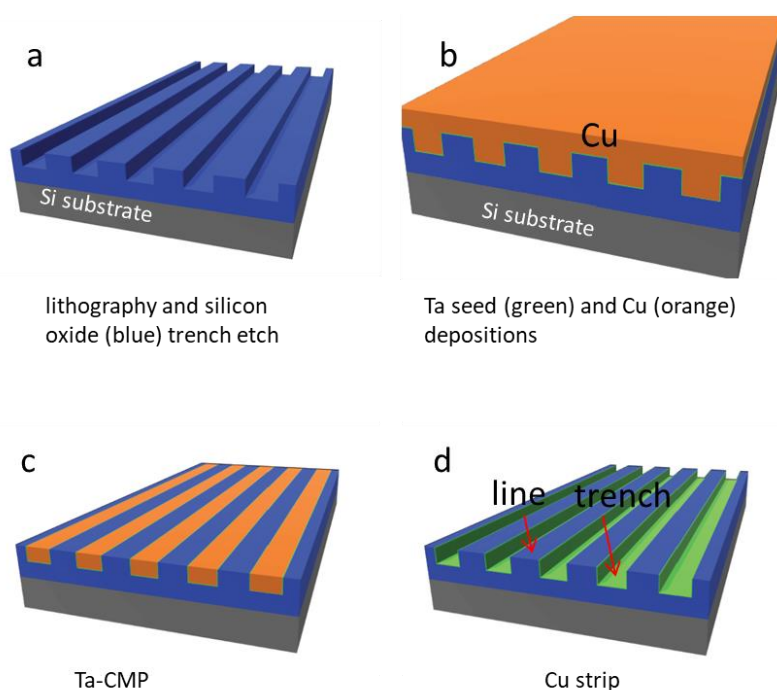 a
Si substrate
lithography and silicon
oxide (blue) trench etch
b
Cu
Si substrate
Ta seed (green) and Cu (orange)
depositions
c
Ta-CMP
d
line trench
Cu strip